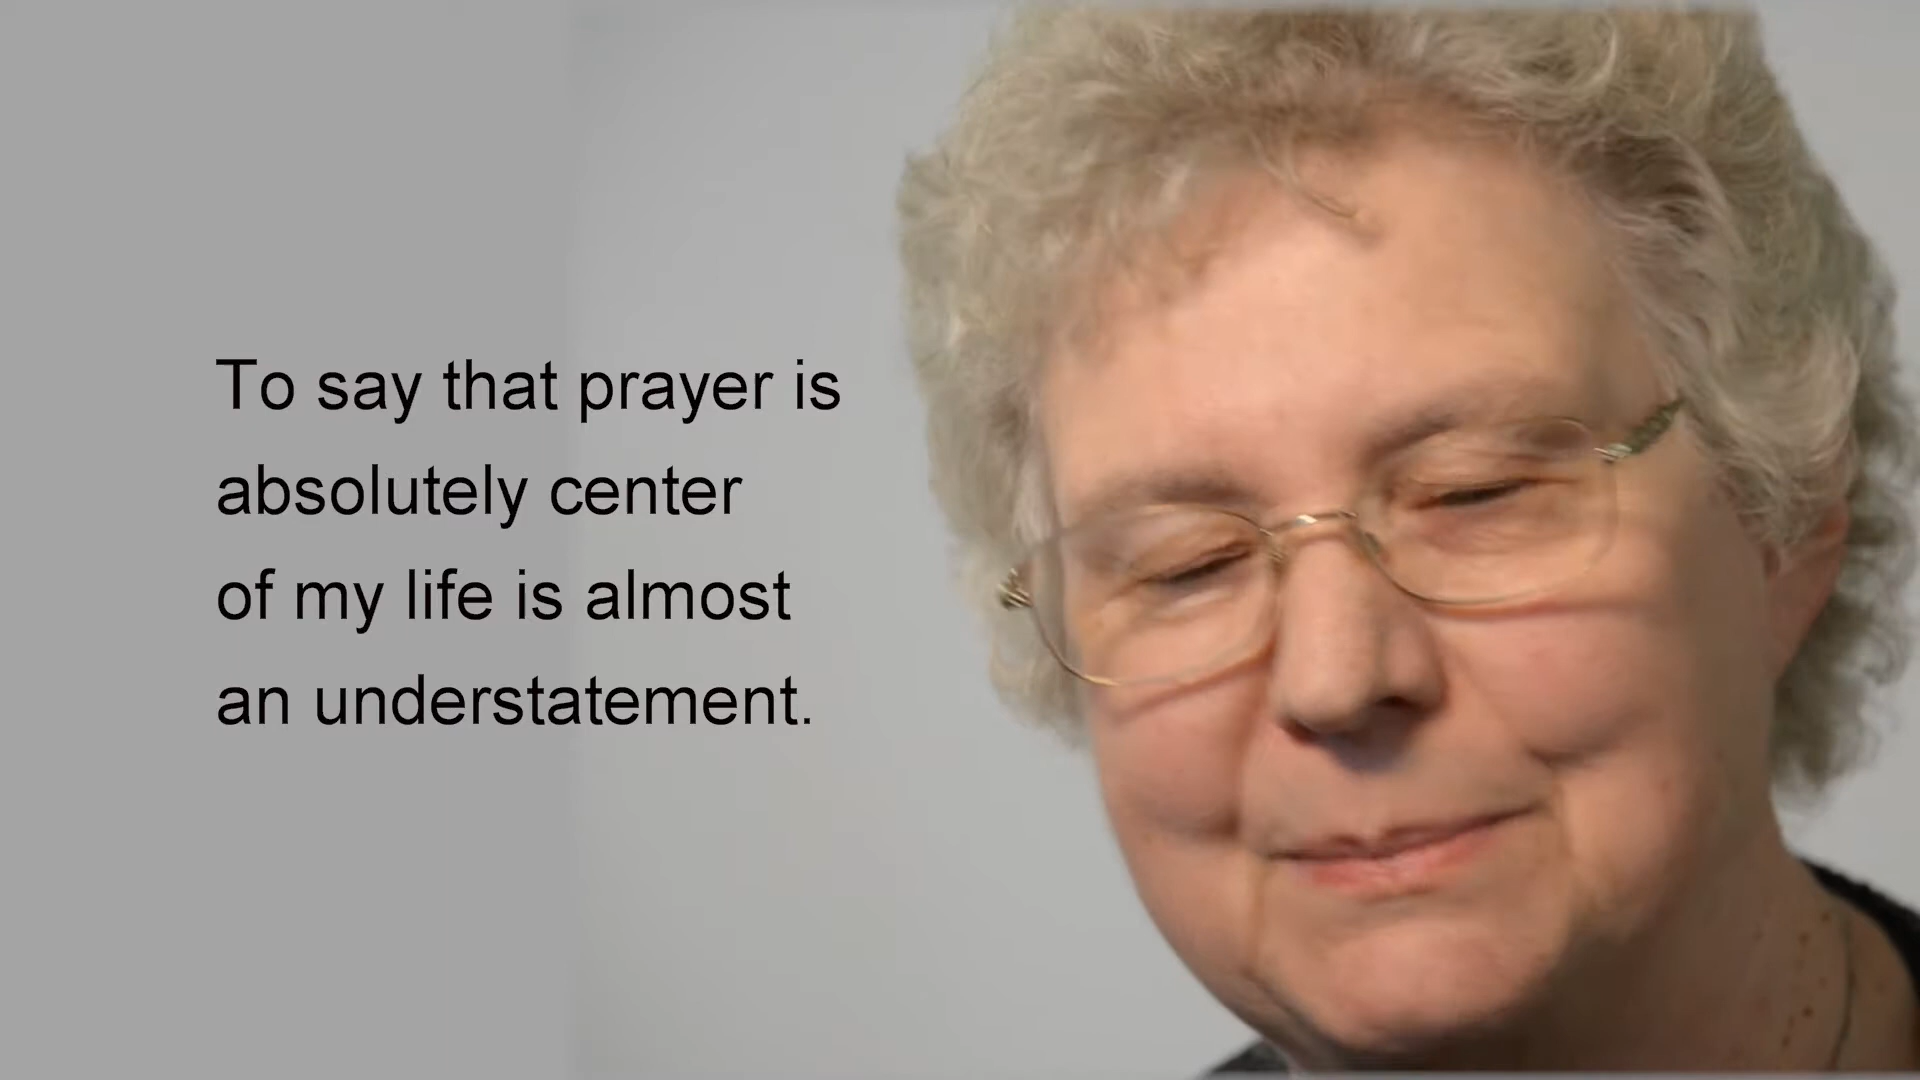 To say that prayer is
absolutely center
of my life is almost
an understatement.